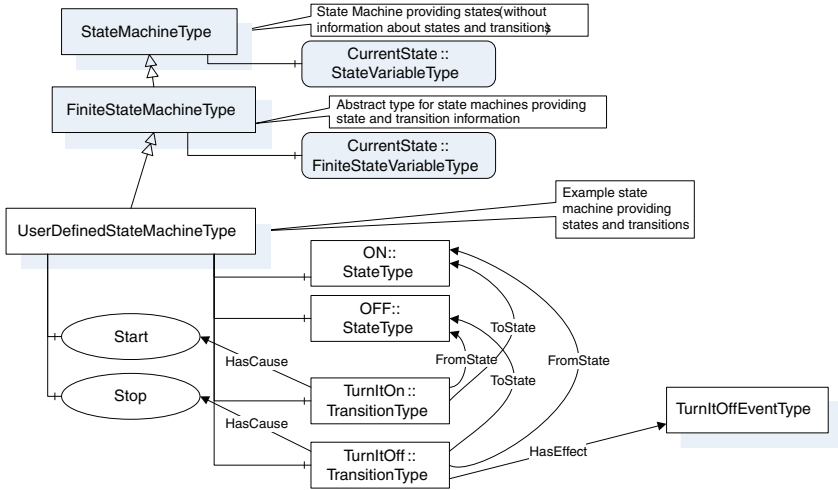 StateMachineType
State Machine providing states (without
information about states and transitions)
CurrentState ::
StateVariableType
FiniteStateMachineType
Abstract type for state machines providing
state and transition information
CurrentState ::
FiniteStateVariableType
UserDefinedStateMachineType
Example state
machine providing
states and transitions
ON::
StateType
OFF::
StateType
Start
ToState
HasCause
FromState
FromState
ToState
Stop
TurnItOn ::
TransitionType
TurnItOffEventType
HasCause
TurnItOff ::
TransitionType
HasEffect